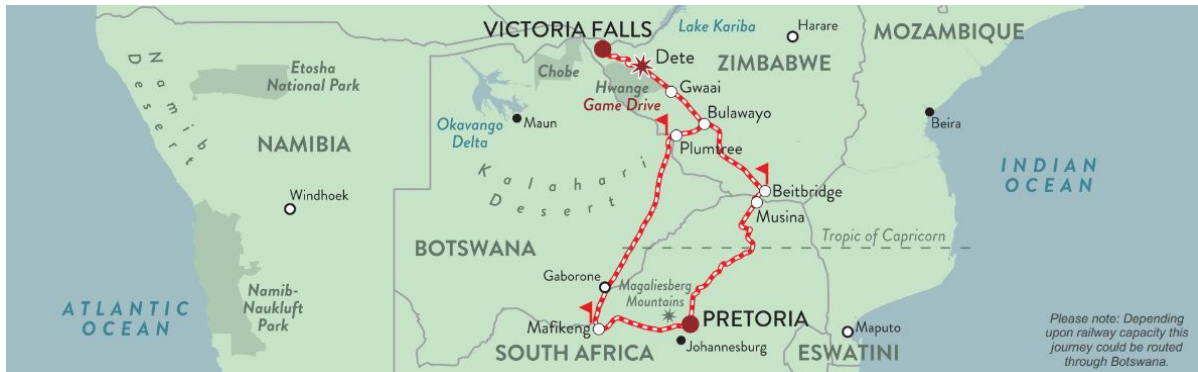 VICTORIA FALLS
Lake Kariba
Harare
MOZAMBIQUE
Namib
Desert
Etosha
National Park
Chobe
Dete
ZIMBABWE
Hwange
Game Drive
Gwaai
Okavango
Delta
Maun
Bulawayo
Beira
NAMIBIA
Plumtree
Kalahari
Desert
INDIAN
OCEAN
Windhoek
Beitbridge
Musina
BOTSWANA
Tropic of Capricorn
Gaborone
Magaliesberg
Mountains
ATLANTIC
OCEAN
Namib-
Naukluft
Park
Mafikeng
PRETORIA
SOUTH AFRICA
Johannesburg
Maputo
ESWATINI
Please note: Depending
upon railway capacity this
journey could be routed
through Botswana.